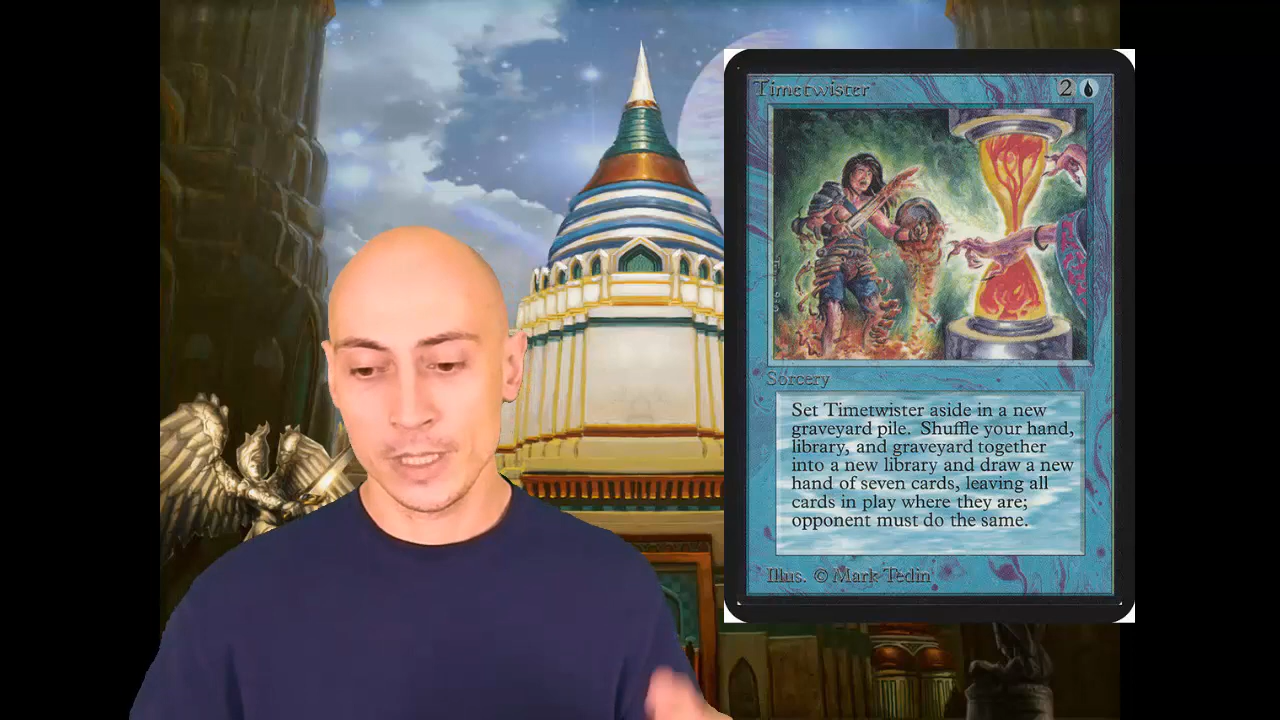 Timetwister
2
Sorcery
Set Timetwister aside in a new
graveyard pile. Shuffle your hand,
library, and graveyard together
into a new library and draw a new
hand of seven cards, leaving all
cards in play where they are;
opponent must do the same.
Illus. © Mark Tedin